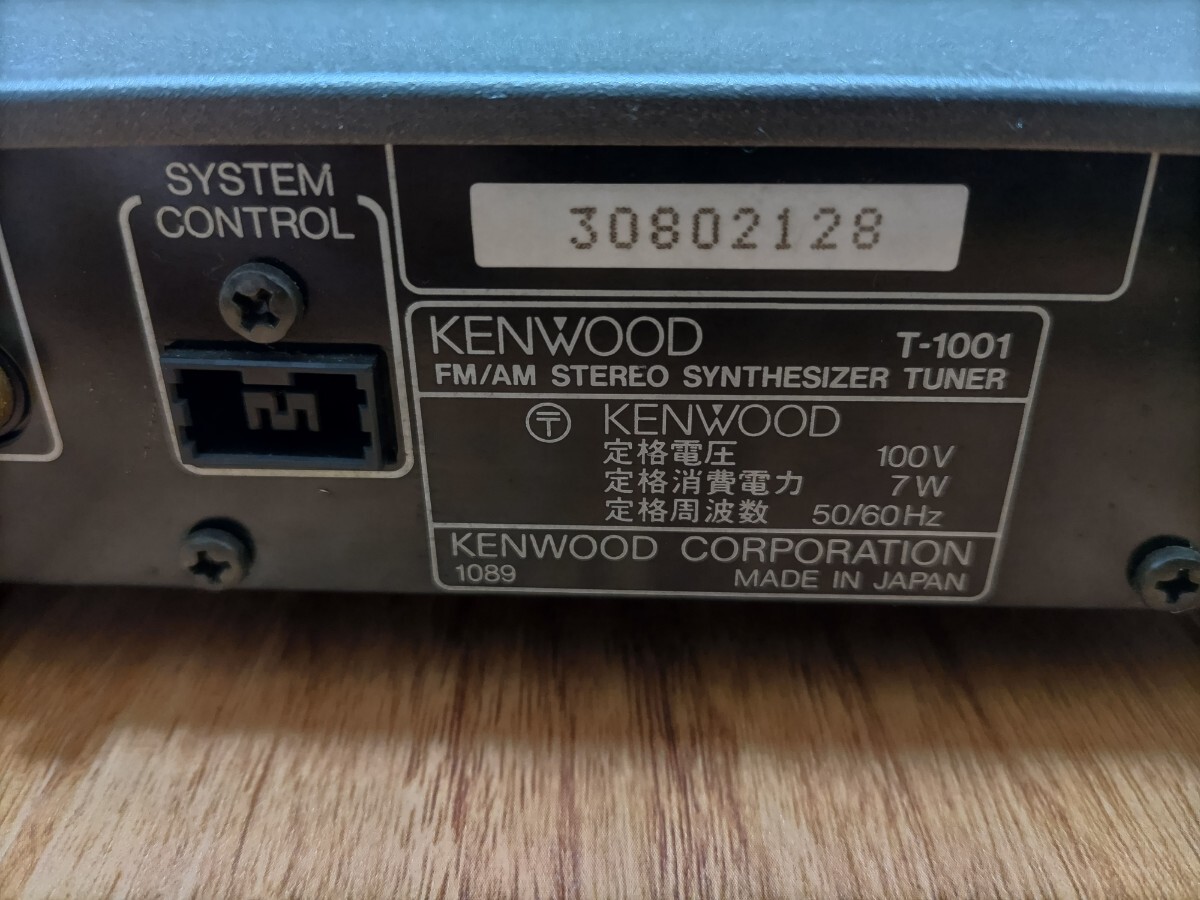 SYSTEM
CONTROL
30802128
KENWOOD T-1001
FM/AM STEREO SYNTHESIZER TUNER
〒 KENWOOD
定格電圧 100V
定格消費電力 7W
定格周波数 50/60Hz
KENWOOD CORPORATION
1089 MADE IN JAPAN